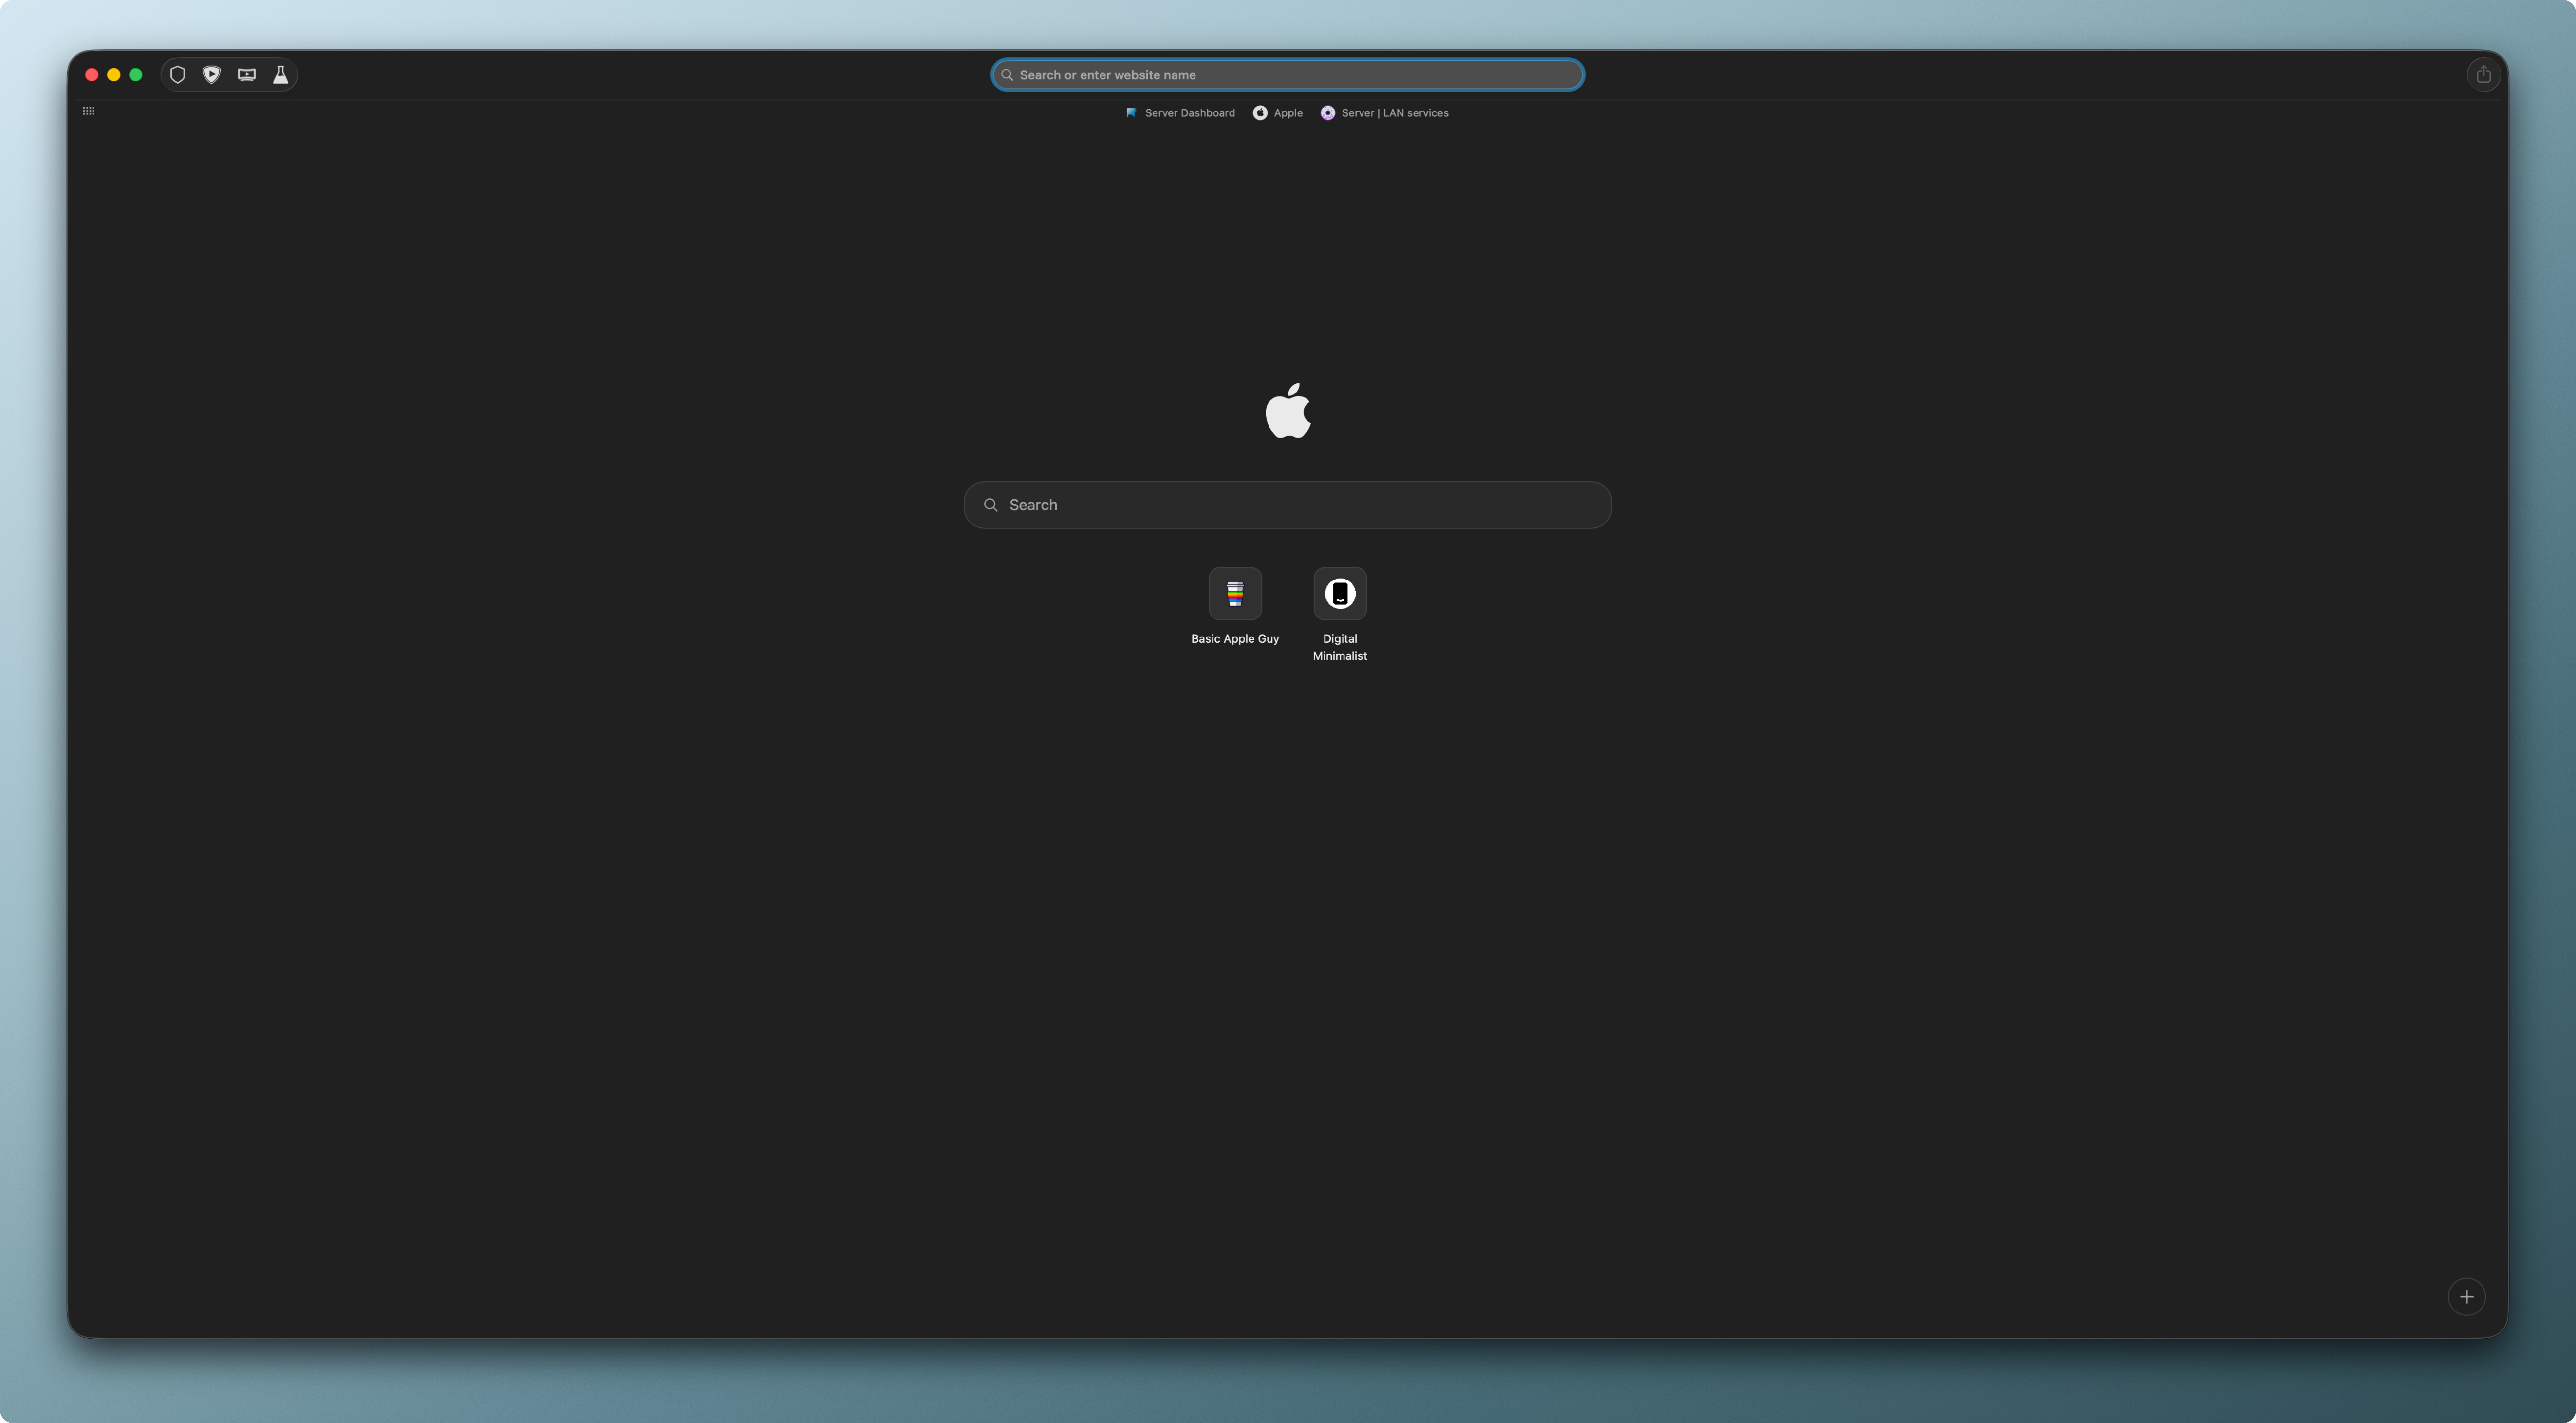 Search or enter website name
Server Dashboard
Apple
Server | LAN services
Search
Basic Apple Guy
Digital
Minimalist